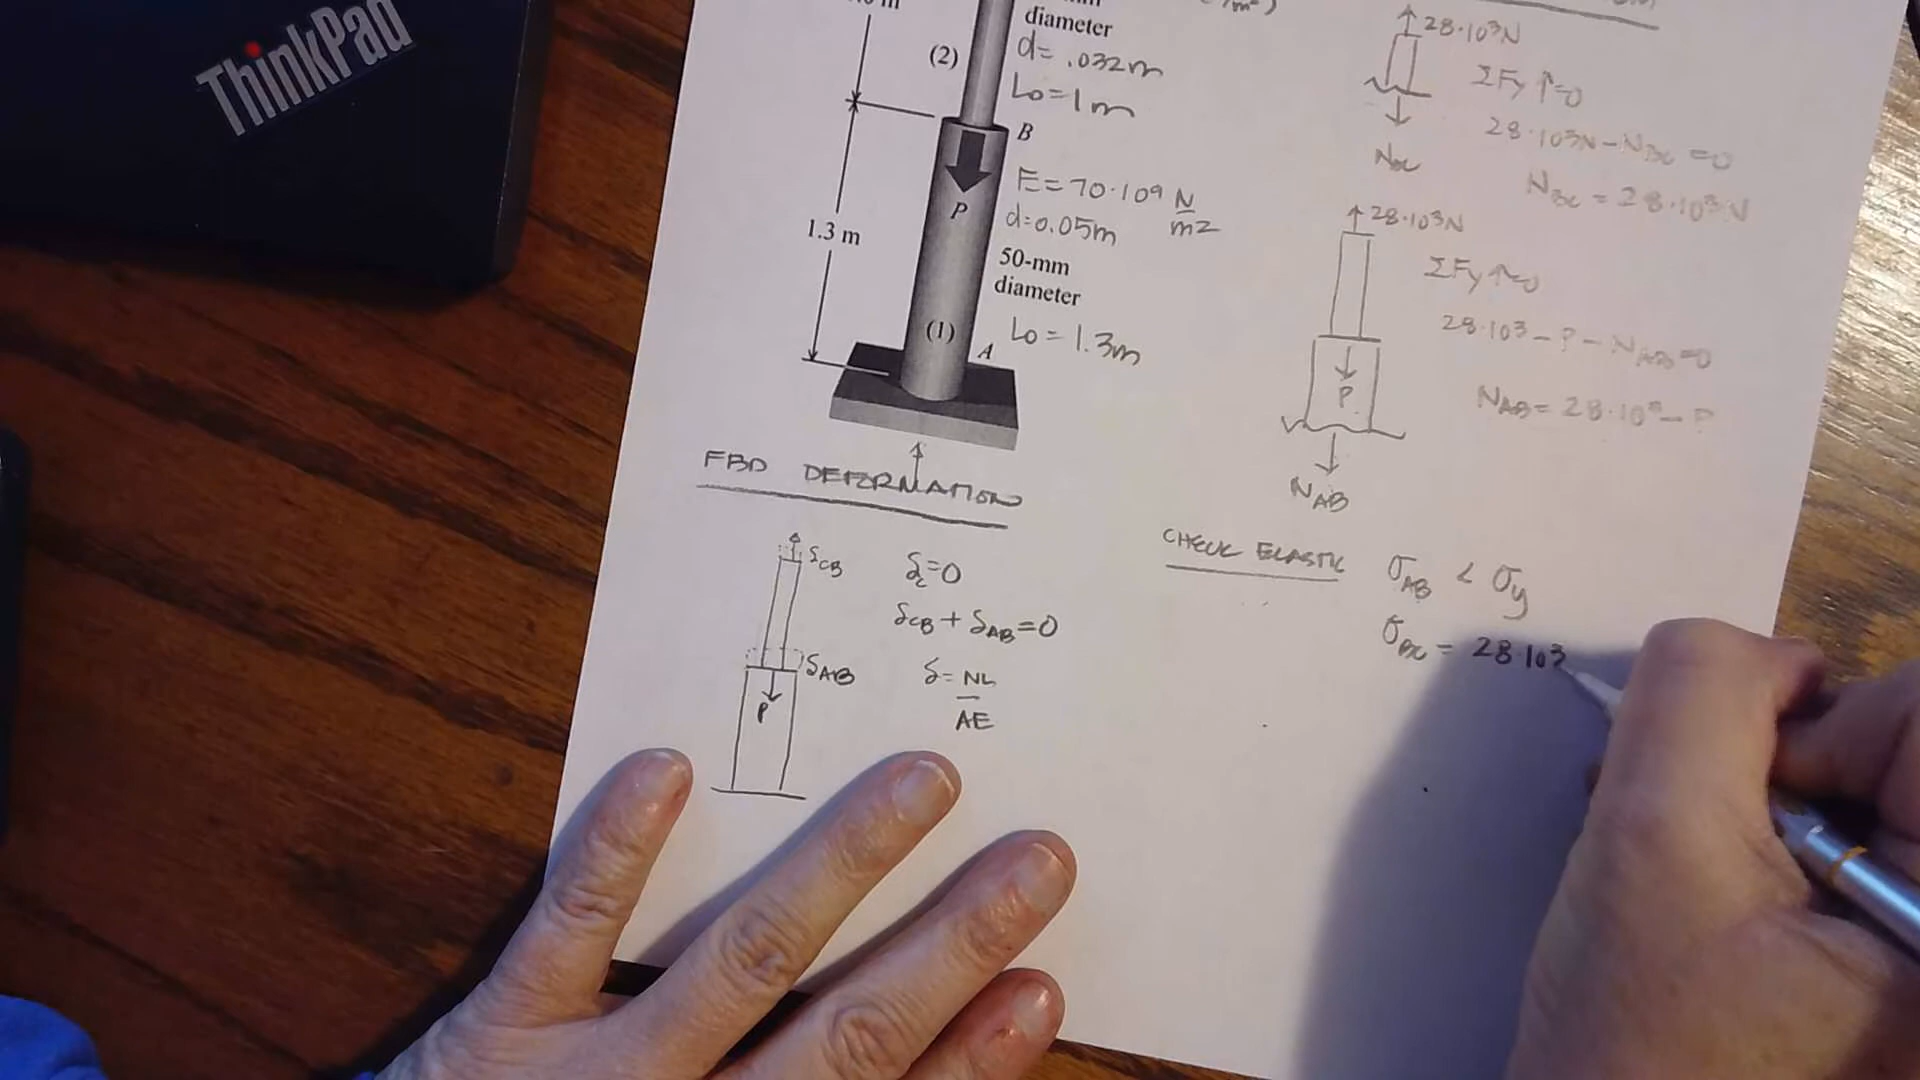 ThinkPad
diameter
(2)
d= .032m
Lo=1m
B
P
E=70·10⁹ N/m2
d=0.05m
1.3 m
50-mm
diameter
(1)
A
Lo = 1.3m
28·10³N
ΣFy↑=0
28·10³N-NBC=0
NBC
NBC=28·10³N
28·10³N
ΣFy↑=0
28·10³-P-NAB=0
P
NAB=28·10³-P
NAB
FBD DEFORMATION
δCB
δc=0
δCB+δAB=0
δAB
δ=NL/AE
P
CHECK ELASTIC
σAB < σy
σBC = 28·10³